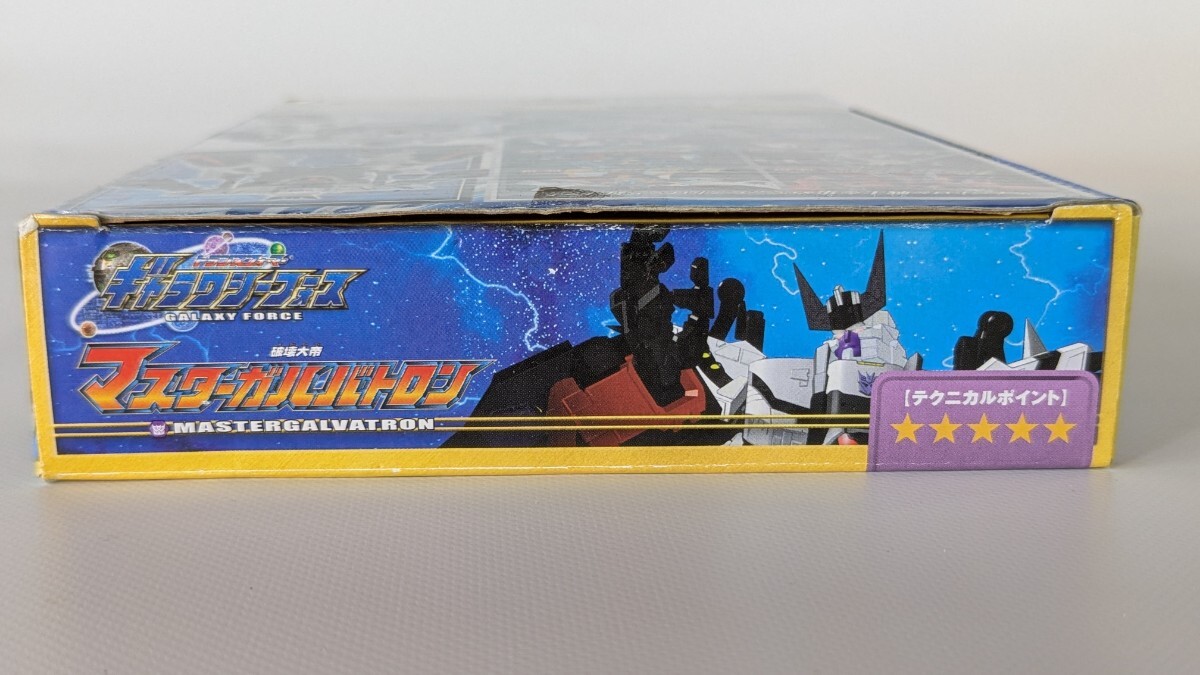 ギャラクシーフォース
GALAXY FORCE
破壊大帝
マスターガルバトロン
MASTERGALVATRON
[テクニカルポイント]
★★★★★